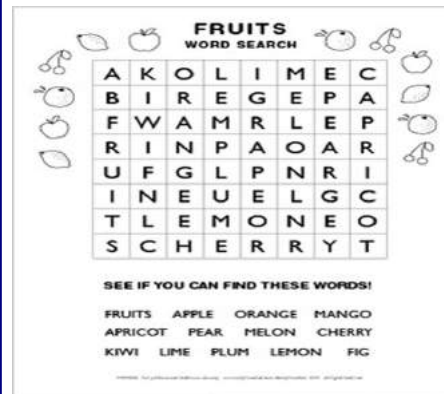 FRUITS
WORD SEARCH
A K O L I M E C
B I R E G E P A
F W A M R L E P
R I N P A O A R
U F G L P N R I
I N E U E L G C
T L E M O N E O
S C H E R R Y T
SEE IF YOU CAN FIND THESE WORDS!
FRUITS APPLE ORANGE MANGO
APRICOT PEAR MELON CHERRY
KIWI LIME PLUM LEMON FIG